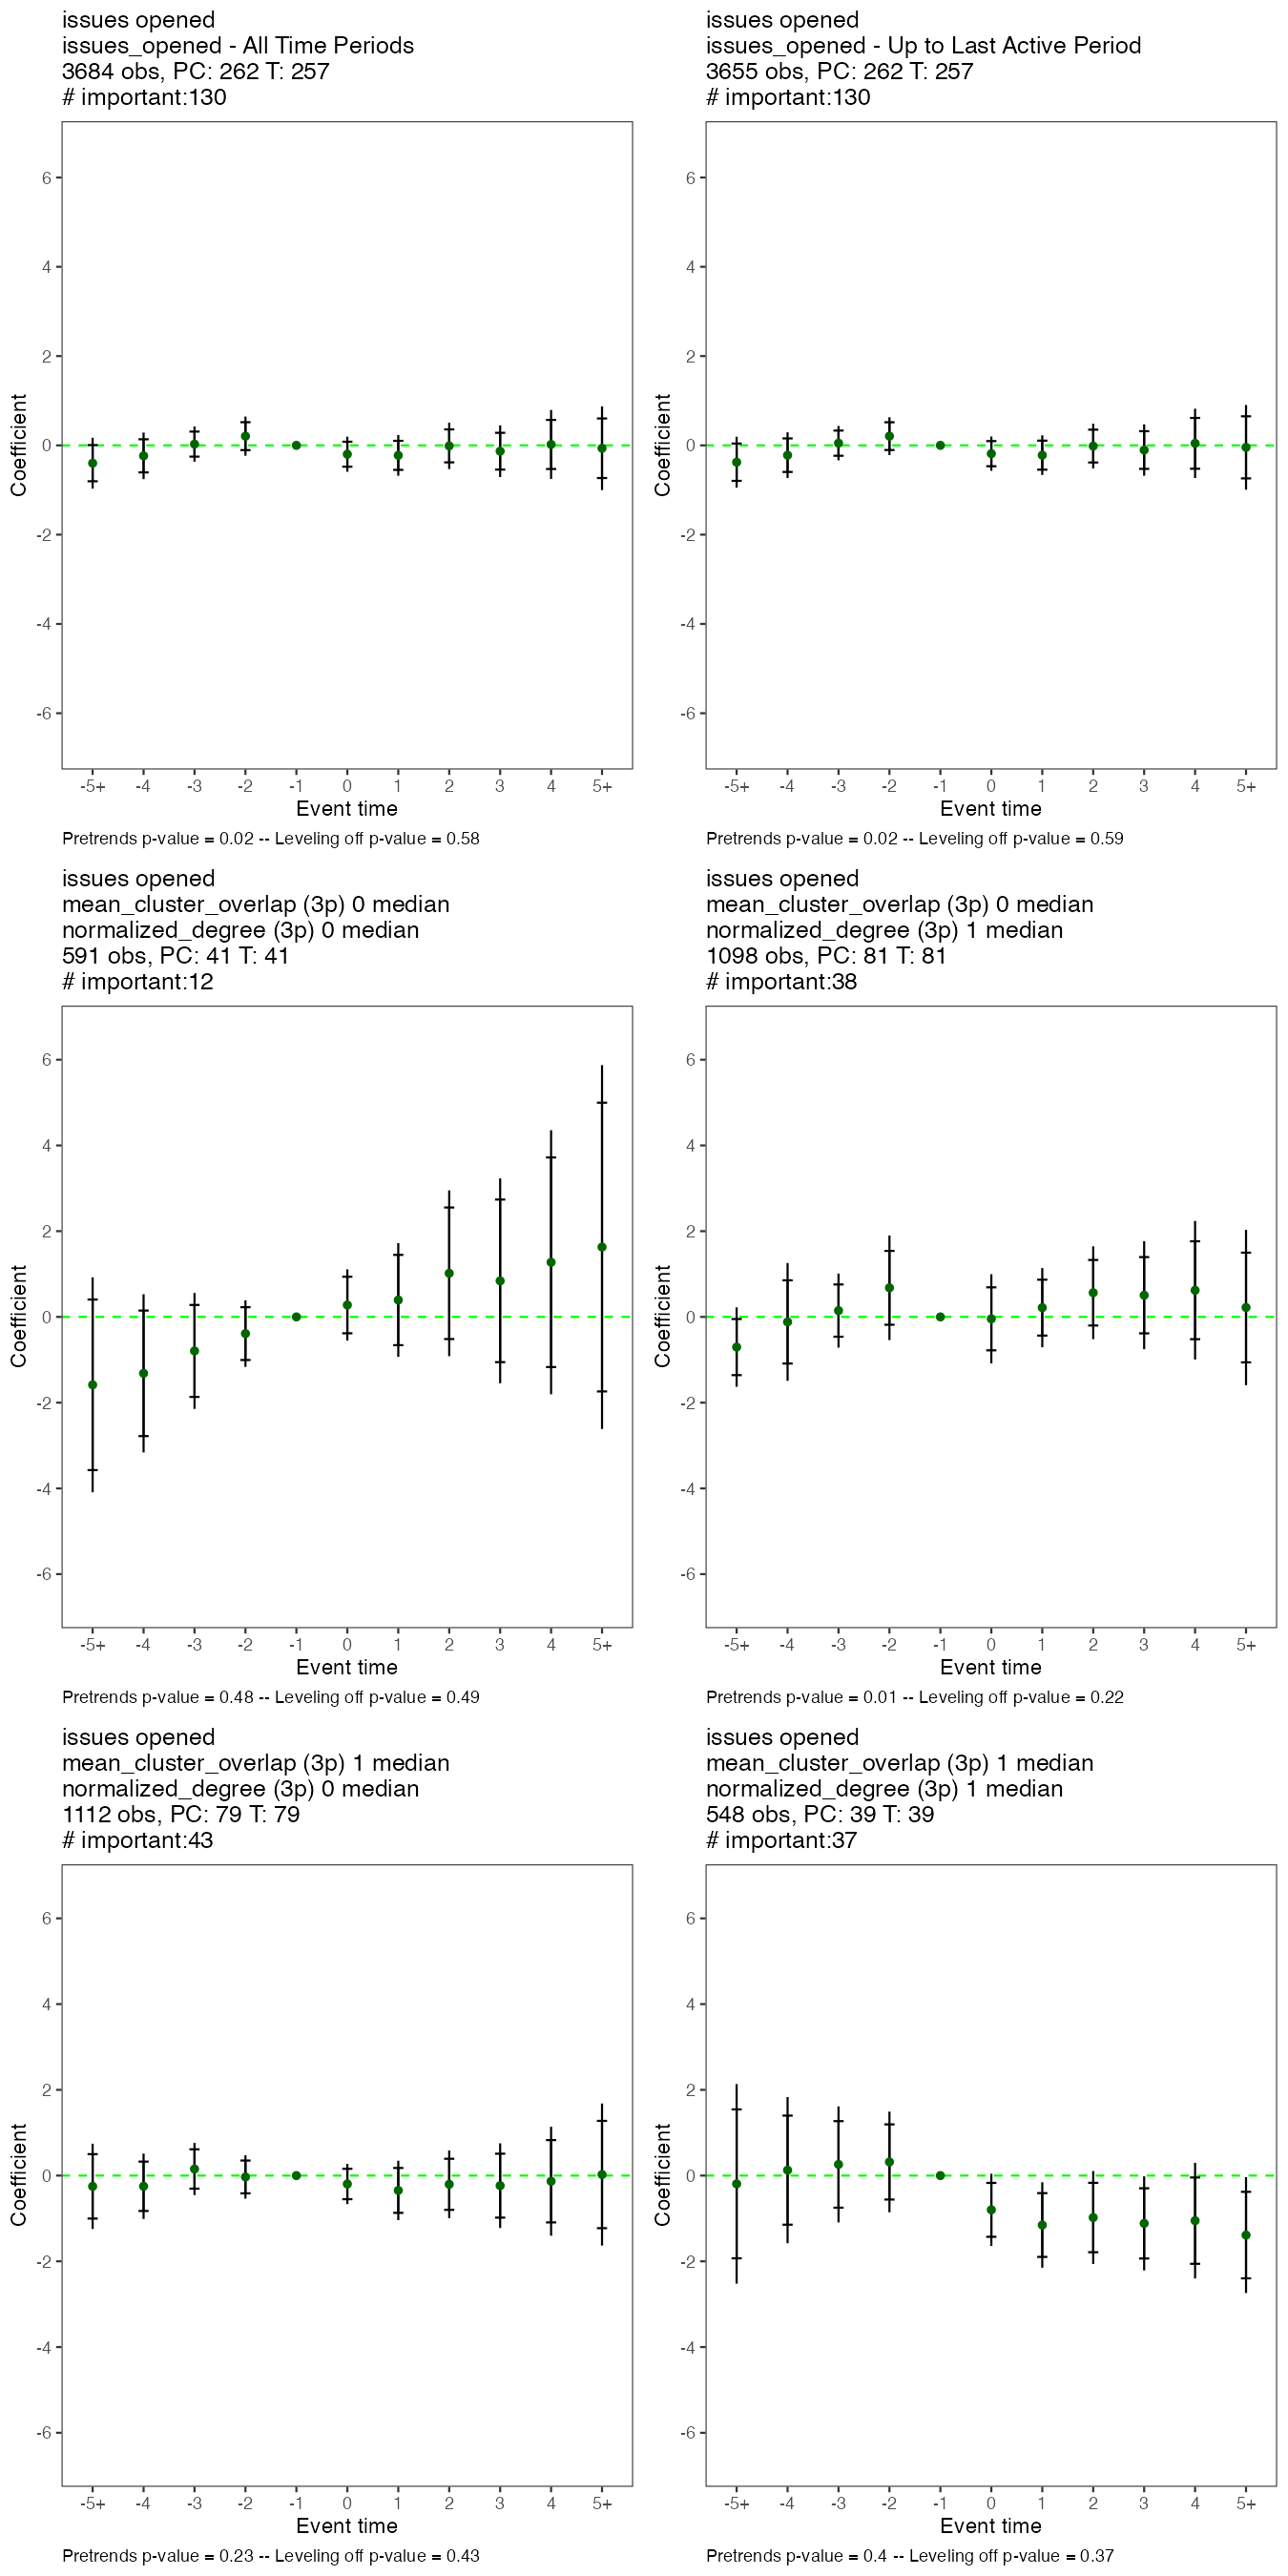 issues opened
issues_opened - All Time Periods
3684 obs, PC: 262 T: 257
# important:130
6
4
2
0
-2
-4
-6
Coefficient
-5+ -4 -3 -2 -1 0 1 2 3 4 5+
Event time
Pretrends p-value = 0.02 -- Leveling off p-value = 0.58
issues opened
issues_opened - Up to Last Active Period
3655 obs, PC: 262 T: 257
# important:130
6
4
2
0
-2
-4
-6
Coefficient
-5+ -4 -3 -2 -1 0 1 2 3 4 5+
Event time
Pretrends p-value = 0.02 -- Leveling off p-value = 0.59
issues opened
mean_cluster_overlap (3p) 0 median
normalized_degree (3p) 0 median
591 obs, PC: 41 T: 41
# important:12
6
4
2
0
-2
-4
-6
Coefficient
-5+ -4 -3 -2 -1 0 1 2 3 4 5+
Event time
Pretrends p-value = 0.48 -- Leveling off p-value = 0.49
issues opened
mean_cluster_overlap (3p) 0 median
normalized_degree (3p) 1 median
1098 obs, PC: 81 T: 81
# important:38
6
4
2
0
-2
-4
-6
Coefficient
-5+ -4 -3 -2 -1 0 1 2 3 4 5+
Event time
Pretrends p-value = 0.01 -- Leveling off p-value = 0.22
issues opened
mean_cluster_overlap (3p) 1 median
normalized_degree (3p) 0 median
1112 obs, PC: 79 T: 79
# important:43
6
4
2
0
-2
-4
-6
Coefficient
-5+ -4 -3 -2 -1 0 1 2 3 4 5+
Event time
Pretrends p-value = 0.23 -- Leveling off p-value = 0.43
issues opened
mean_cluster_overlap (3p) 1 median
normalized_degree (3p) 1 median
548 obs, PC: 39 T: 39
# important:37
6
4
2
0
-2
-4
-6
Coefficient
-5+ -4 -3 -2 -1 0 1 2 3 4 5+
Event time
Pretrends p-value = 0.4 -- Leveling off p-value = 0.37